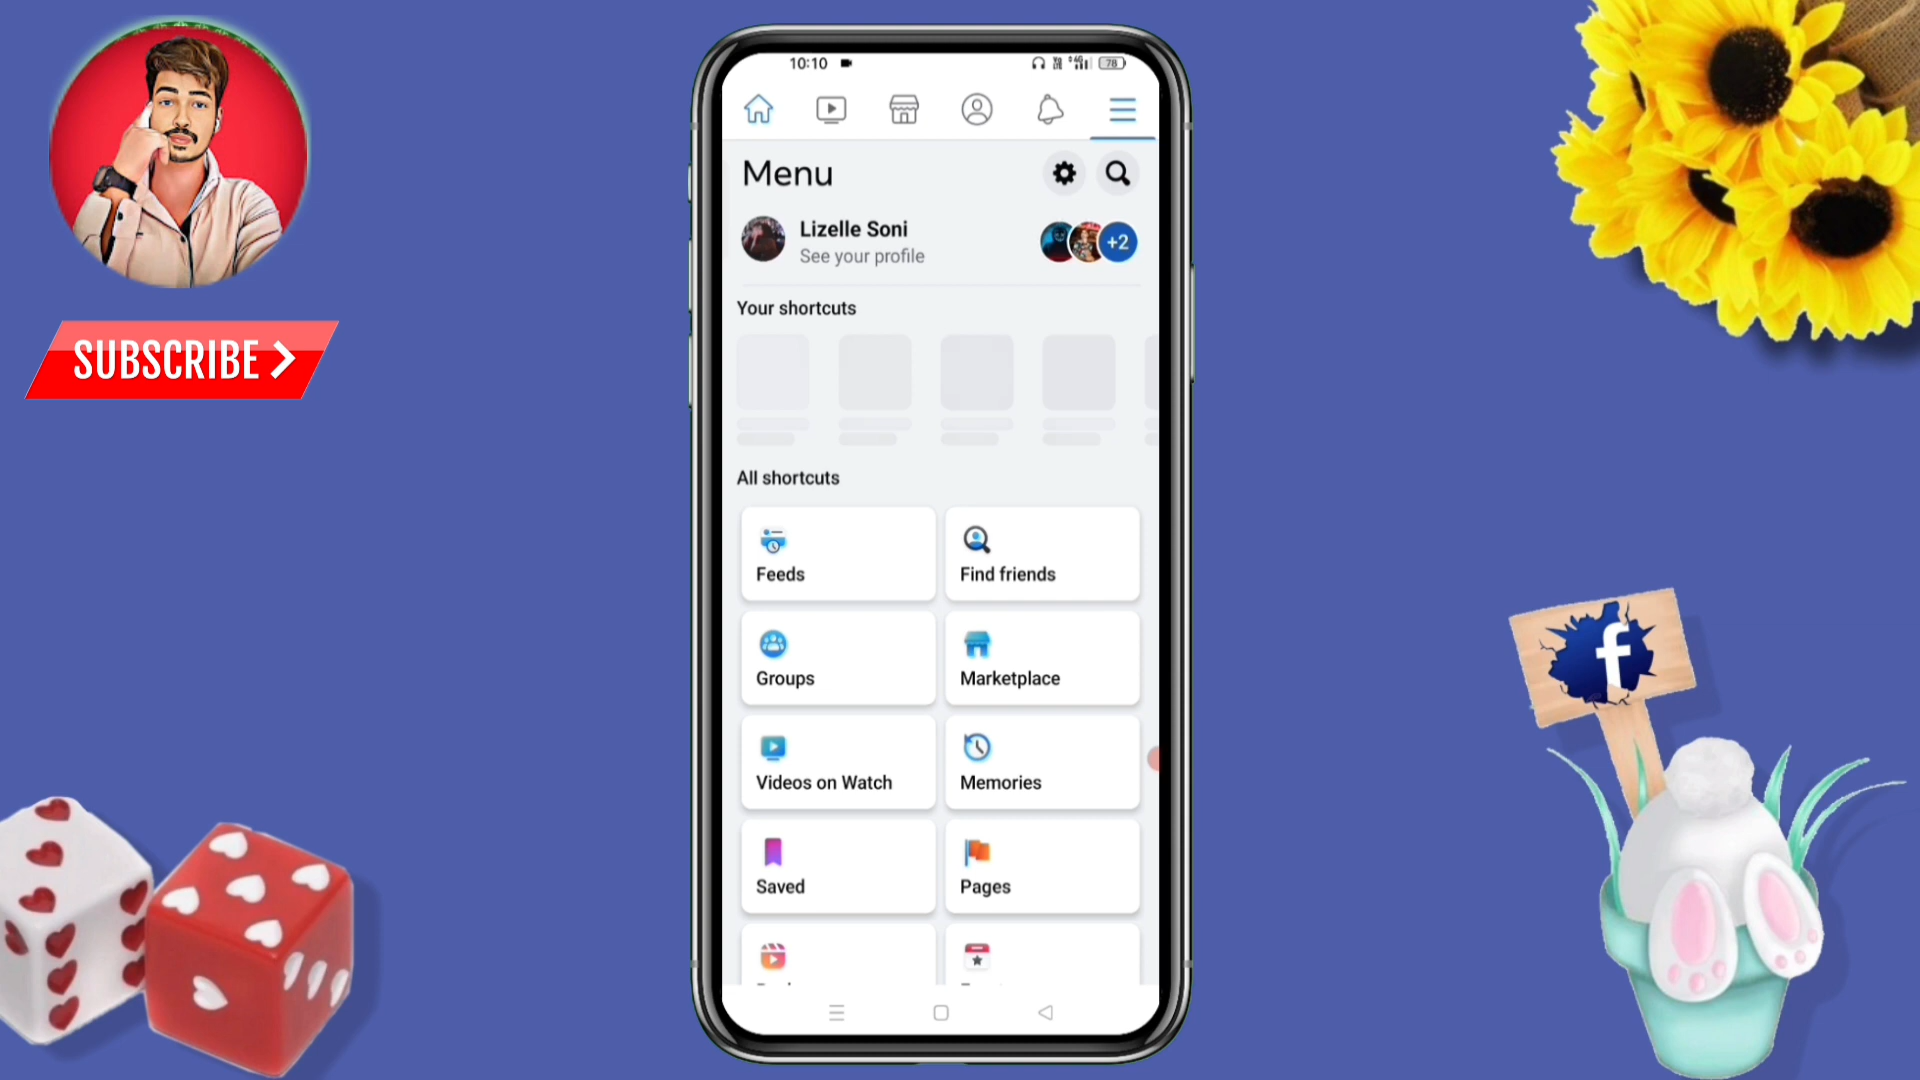 10:10
78
Menu
Lizelle Soni
See your profile
+2
Your shortcuts
All shortcuts
Feeds
Find friends
Groups
Marketplace
Videos on Watch
Memories
Saved
Pages
SUBSCRIBE
f